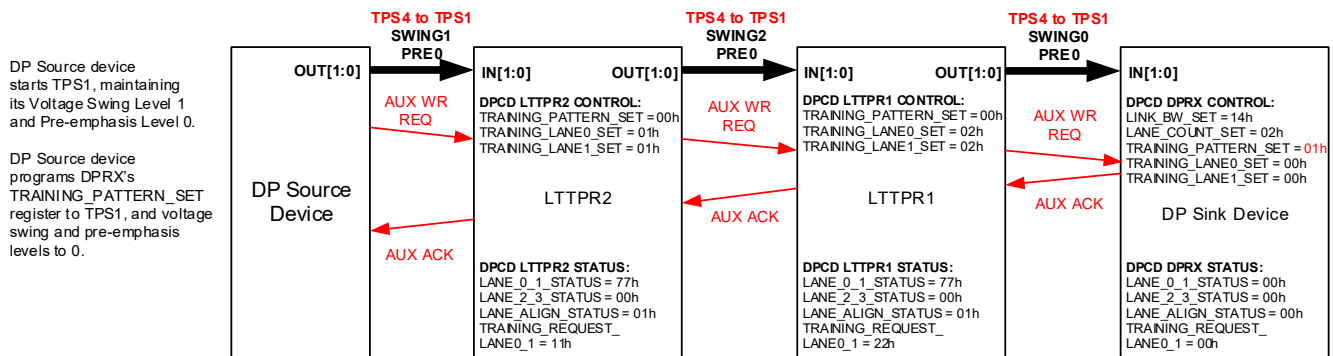 DP Source device
starts TPS1, maintaining
its Voltage Swing Level 1
and Pre-emphasis Level 0.
DP Source device
programs DPRX's
TRAINING_PATTERN_SET
register to TPS1, and voltage
swing and pre-emphasis
levels to 0.
OUT[1:0]
DP Source
Device
TPS4 to TPS1
SWING1
PRE0
AUX WR
REQ
AUX ACK
IN[1:0] OUT[1:0]
DPCD LTTPR2 CONTROL:
TRAINING_PATTERN_SET = 00h
TRAINING_LANE0_SET = 01h
TRAINING_LANE1_SET = 01h
LTTPR2
DPCD LTTPR2 STATUS:
LANE_0_1_STATUS = 77h
LANE_2_3_STATUS = 00h
LANE_ALIGN_STATUS = 01h
TRAINING_REQUEST_
LANE0_1 = 11h
TPS4 to TPS1
SWING2
PRE0
AUX WR
REQ
AUX ACK
IN[1:0] OUT[1:0]
DPCD LTTPR1 CONTROL:
TRAINING_PATTERN_SET = 00h
TRAINING_LANE0_SET = 02h
TRAINING_LANE1_SET = 02h
LTTPR1
DPCD LTTPR1 STATUS:
LANE_0_1_STATUS = 77h
LANE_2_3_STATUS = 00h
LANE_ALIGN_STATUS = 01h
TRAINING_REQUEST_
LANE0_1 = 22h
TPS4 to TPS1
SWING0
PRE0
AUX WR
REQ
AUX ACK
IN[1:0]
DPCD DPRX CONTROL:
LINK_BW_SET = 14h
LANE_COUNT_SET = 02h
TRAINING_PATTERN_SET = 01h
TRAINING_LANE0_SET = 00h
TRAINING_LANE1_SET = 00h
DP Sink Device
DPCD DPRX STATUS:
LANE_0_1_STATUS = 00h
LANE_2_3_STATUS = 00h
LANE_ALIGN_STATUS = 00h
TRAINING_REQUEST_
LANE0_1 = 00h